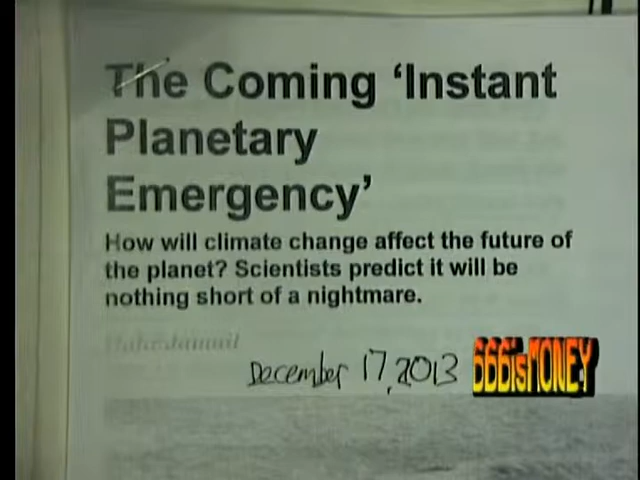 The Coming ‘Instant
Planetary
Emergency’
How will climate change affect the future of
the planet? Scientists predict it will be
nothing short of a nightmare.
December 17, 2013
666isMONEY